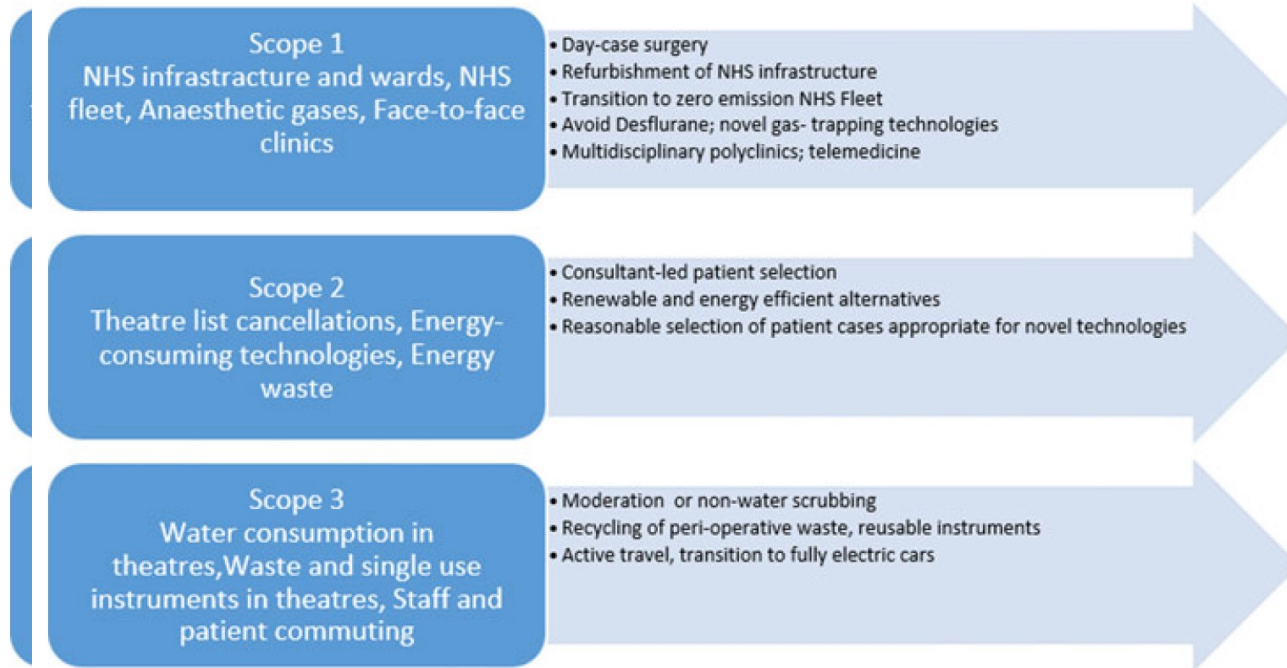 Scope 1
NHS infrastracture and wards, NHS
fleet, Anaesthetic gases, Face-to-face
clinics
• Day-case surgery
• Refurbishment of NHS infrastructure
• Transition to zero emission NHS Fleet
• Avoid Desflurane; novel gas- trapping technologies
• Multidisciplinary polyclinics; telemedicine
Scope 2
Theatre list cancellations, Energy-
consuming technologies, Energy
waste
• Consultant-led patient selection
• Renewable and energy efficient alternatives
• Reasonable selection of patient cases appropriate for novel technologies
Scope 3
Water consumption in
theatres,Waste and single use
instruments in theatres, Staff and
patient commuting
• Moderation or non-water scrubbing
• Recycling of peri-operative waste, reusable instruments
• Active travel, transition to fully electric cars